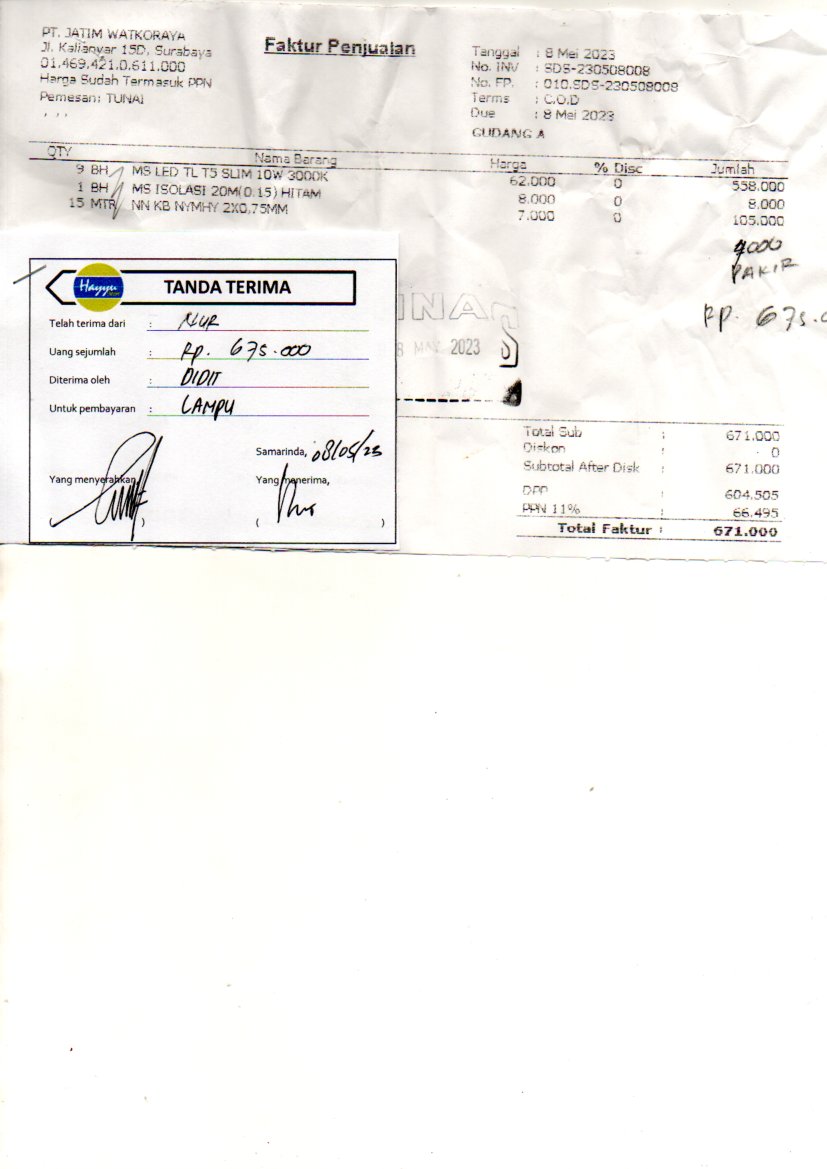 PT. JATIM WATKORAYA
Jl. Kalianyar 15D, Surabaya
01.469.421.0.611.000
Harga Sudah Termasuk PPN
Pemesan: TUNAI
, , ,
Faktur Penjualan
Tanggal : 8 Mei 2023
No. INV : SDS-230508008
No. FP. : 010.SDS-230508008
Terms : C.O.D
Due : 8 Mei 2023
GUDANG A
QTY Nama Barang Harga % Disc Jumlah
9 BH MS LED TL T5 SLIM 10W 3000K 62.000 0 558.000
1 BH MS ISOLASI 20M(0.15) HITAM 8.000 0 8.000
15 MTR NN KB NYMHY 2X0,75MM 7.000 0 105.000
4000
PAKIR
RP. 675.0
8 MAY 2023
Hayyu
TANDA TERIMA
Telah terima dari : NUR
Uang sejumlah : Rp. 675.000
Diterima oleh : DIDIT
Untuk pembayaran : LAMPU
Samarinda, 08/05/23
Yang menyerahkan, Yang menerima,
( ) ( )
Total Sub : 671.000
Diskon : 0
Subtotal After Disk : 671.000
DPP : 604.505
PPN 11% : 66.495
Total Faktur : 671.000